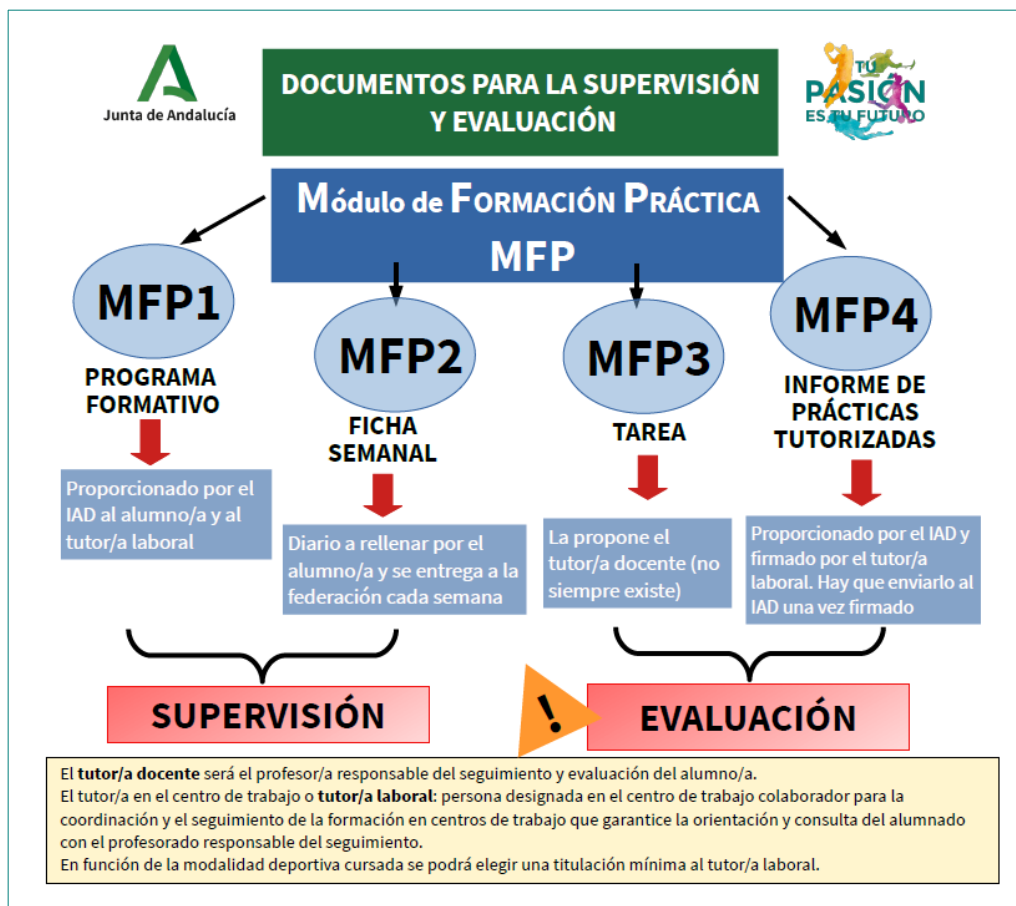 Junta de Andalucía
DOCUMENTOS PARA LA SUPERVISIÓN
Y EVALUACIÓN
TÚ
PASIÓN
ES TU FUTURO
Módulo de FORMACIÓN PRÁCTICA
MFP
MFP1
PROGRAMA
FORMATIVO
Proporcionado por el
IAD al alumno/a y al
tutor/a laboral
MFP2
FICHA
SEMANAL
Diario a rellenar por el
alumno/a y se entrega a la
federación cada semana
MFP3
TAREA
La propone el
tutor/a docente (no
siempre existe)
MFP4
INFORME DE
PRÁCTICAS
TUTORIZADAS
Proporcionado por el IAD y
firmado por el tutor/a
laboral. Hay que enviarlo al
IAD una vez firmado
SUPERVISIÓN
!
EVALUACIÓN
El tutor/a docente será el profesor/a responsable del seguimiento y evaluación del alumno/a.
El tutor/a en el centro de trabajo o tutor/a laboral: persona designada en el centro de trabajo colaborador para la
coordinación y el seguimiento de la formación en centros de trabajo que garantice la orientación y consulta del alumnado
con el profesorado responsable del seguimiento.
En función de la modalidad deportiva cursada se podrá elegir una titulación mínima al tutor/a laboral.